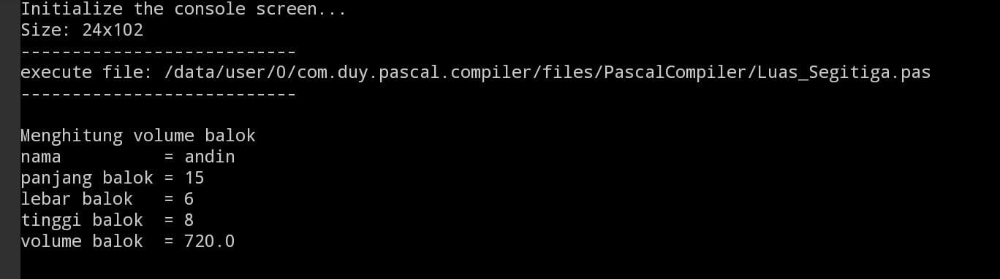 Initialize the console screen...
Size: 24x102
---------------------------
execute file: /data/user/0/com.duy.pascal.compiler/files/PascalCompiler/Luas_Segitiga.pas
---------------------------
Menghitung volume balok
nama          = andin
panjang balok = 15
lebar balok   = 6
tinggi balok  = 8
volume balok  = 720.0